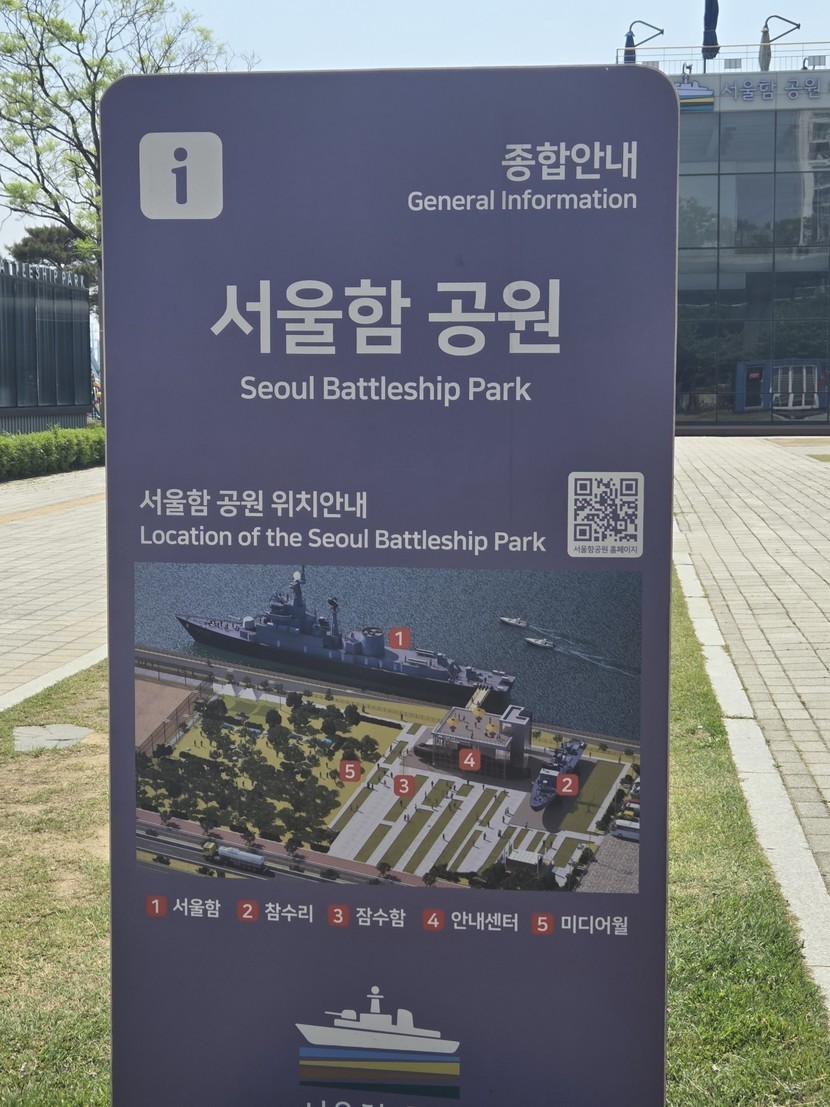 서울함 공원
ATTLESHIP PARK
i
종합안내
General Information
서울함 공원
Seoul Battleship Park
서울함 공원 위치안내
Location of the Seoul Battleship Park
서울함공원 홈페이지
1
5
3
4
2
1 서울함 2 참수리 3 잠수함 4 안내센터 5 미디어월